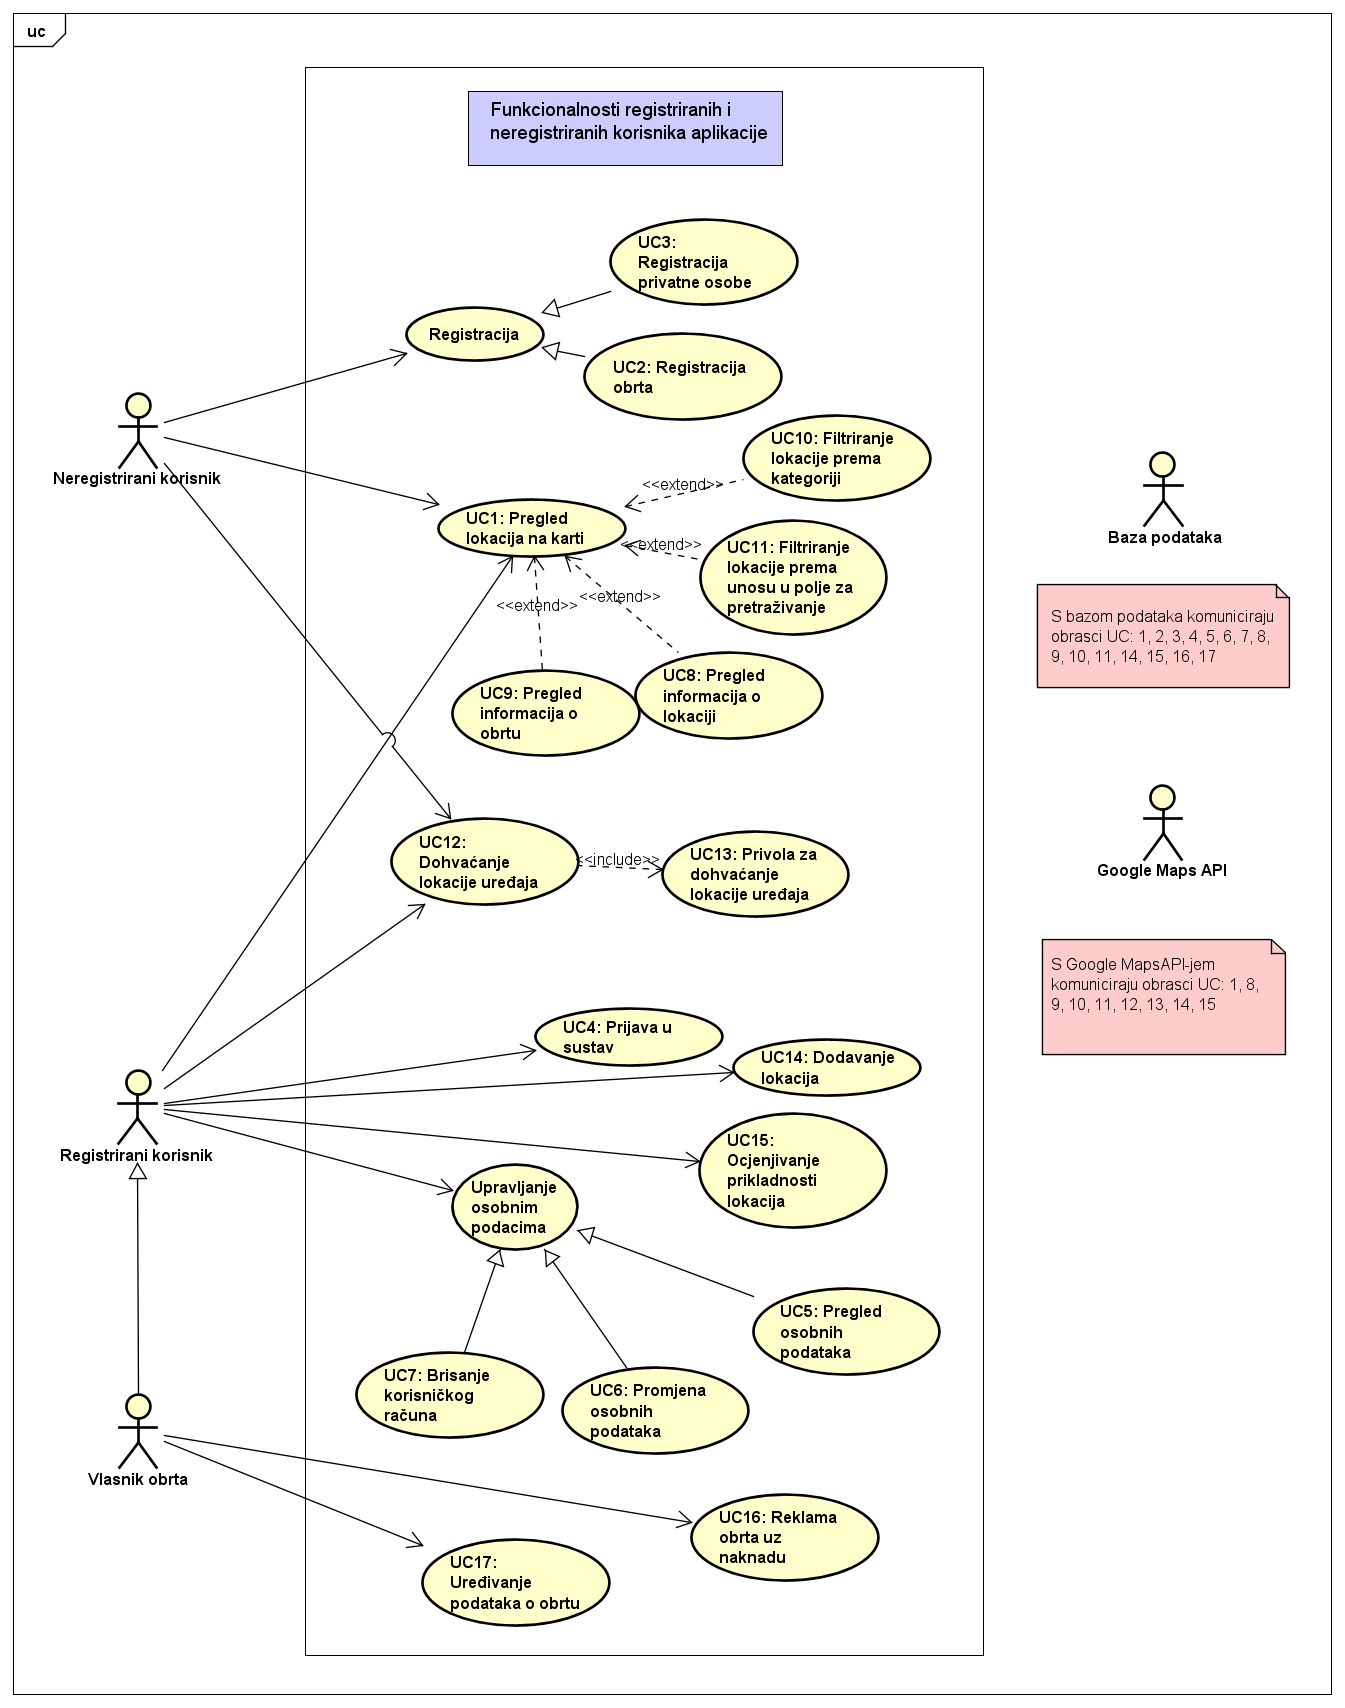 uc
Funkcionalnosti registriranih i
neregistriranih korisnika aplikacije
UC3:
Registracija
privatne osobe
Registracija
UC2: Registracija
obrta
Neregistrirani korisnik
UC10: Filtriranje
lokacije prema
kategoriji
<<extend>>
UC1: Pregled
lokacija na karti
<<extend>>
UC11: Filtriranje
lokacije prema
unosu u polje za
pretraživanje
<<extend>>
<<extend>>
UC9: Pregled
informacija o
obrtu
UC8: Pregled
informacija o
lokaciji
Baza podataka
S bazom podataka komuniciraju
obrasci UC: 1, 2, 3, 4, 5, 6, 7, 8,
9, 10, 11, 14, 15, 16, 17
UC12:
Dohvaćanje
lokacije uređaja
<<include>>
UC13: Privola za
dohvaćanje
lokacije uređaja
Google Maps API
S Google MapsAPI-jem
komuniciraju obrasci UC: 1, 8,
9, 10, 11, 12, 13, 14, 15
UC4: Prijava u
sustav
UC14: Dodavanje
lokacija
Registrirani korisnik
UC15:
Ocjenjivanje
prikladnosti
lokacija
Upravljanje
osobnim
podacima
UC5: Pregled
osobnih
podataka
UC7: Brisanje
korisničkog
računa
UC6: Promjena
osobnih
podataka
Vlasnik obrta
UC16: Reklama
obrta uz
naknadu
UC17:
Uređivanje
podataka o obrtu